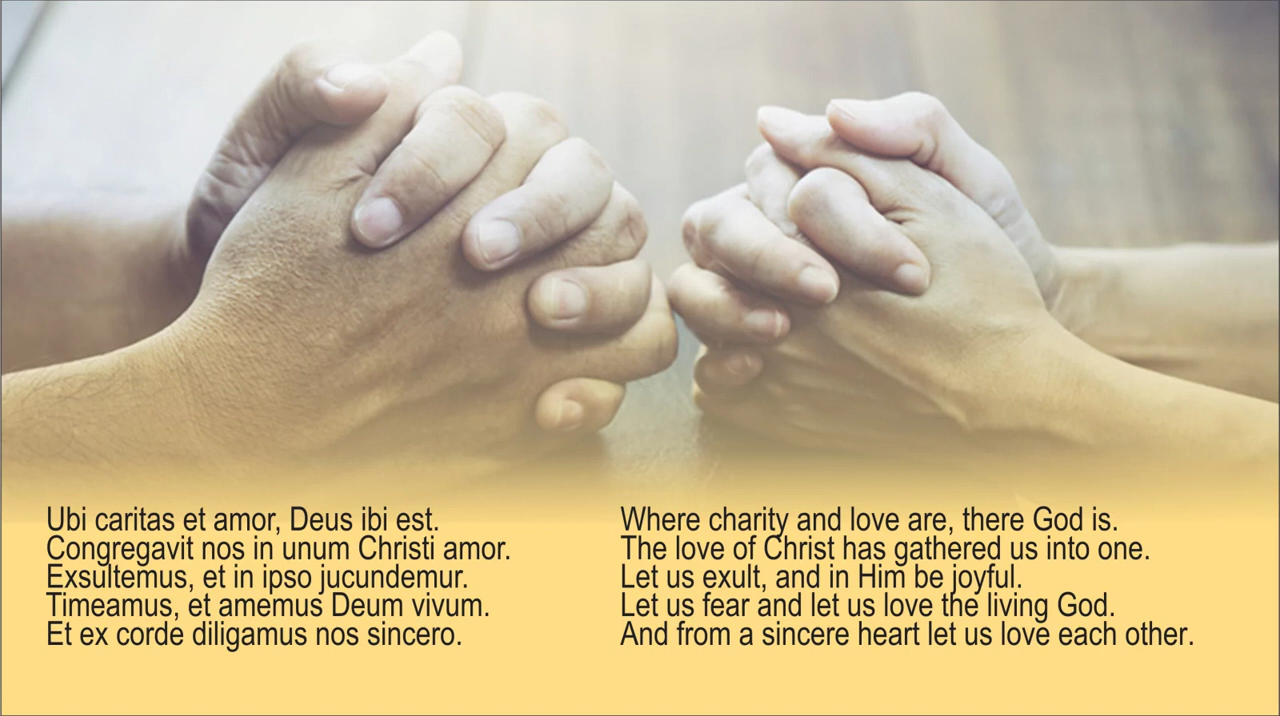 Ubi caritas et amor, Deus ibi est.
Congregavit nos in unum Christi amor.
Exsultemus, et in ipso jucundemur.
Timeamus, et amemus Deum vivum.
Et ex corde diligamus nos sincero.
Where charity and love are, there God is.
The love of Christ has gathered us into one.
Let us exult, and in Him be joyful.
Let us fear and let us love the living God.
And from a sincere heart let us love each other.